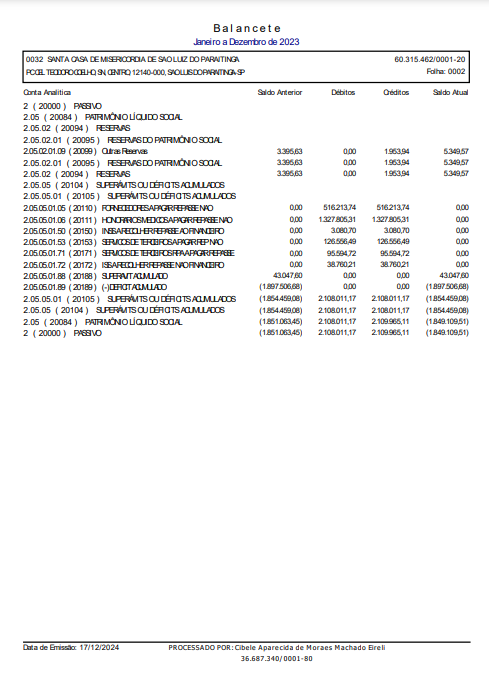 Balancete
Janeiro a Dezembro de 2023
0032 SANTA CASA DE MISERICORDIA DE SAO LUIZ DO PARAITINGA 60.315.462/0001-20
PC CEL TEODORO COELHO, SN, CENTRO, 12140-000, SAO LUIS DO PARAITINGA-SP Folha: 0002
Conta Analítica Saldo Anterior Débitos Créditos Saldo Atual
2 ( 20000 ) PASSIVO
2.05 ( 20084 ) PATRIMÔNIO LÍQUIDO SOCIAL
2.05.02 ( 20094 ) RESERVAS
2.05.02.01 ( 20095 ) RESERVAS DO PATRIMÔNIO SOCIAL
2.05.02.01.09 ( 20099 ) Outras Reservas 3.395,63 0,00 1.953,94 5.349,57
2.05.02.01 ( 20095 ) RESERVAS DO PATRIMÔNIO SOCIAL 3.395,63 0,00 1.953,94 5.349,57
2.05.02 ( 20094 ) RESERVAS 3.395,63 0,00 1.953,94 5.349,57
2.05.05 ( 20104 ) SUPERÁVITS OU DÉFICITS ACUMULADOS
2.05.05.01 ( 20105 ) SUPERÁVITS OU DÉFICITS ACUMULADOS
2.05.05.01.05 ( 20110 ) FORNECEDORES A PAGAR REPASSE NAO 0,00 516.213,74 516.213,74 0,00
2.05.05.01.06 ( 20111 ) HONORARIOS MEDICOS A PAGAR REPASSE NAO 0,00 1.327.805,31 1.327.805,31 0,00
2.05.05.01.50 ( 20150 ) INSS A RECOLHER REPASSE AO FINANCEIRO 0,00 3.080,70 3.080,70 0,00
2.05.05.01.53 ( 20153 ) SERVICOS DE TERCEIROS A PAGAR REP NAO 0,00 126.556,49 126.556,49 0,00
2.05.05.01.71 ( 20171 ) SERVICOS DE TERCEIROS RPA A PAGAR REPASSE 0,00 95.594,72 95.594,72 0,00
2.05.05.01.72 ( 20172 ) ISS A RECOLHER REPASSE NAO FINANCEIRO 0,00 38.760,21 38.760,21 0,00
2.05.05.01.88 ( 20188 ) SUPERAVIT ACUMULADO 43.047,60 0,00 0,00 43.047,60
2.05.05.01.89 ( 20189 ) (-) DEFICIT ACUMULADO (1.897.506,68) 0,00 0,00 (1.897.506,68)
2.05.05.01 ( 20105 ) SUPERÁVITS OU DÉFICITS ACUMULADOS (1.854.459,08) 2.108.011,17 2.108.011,17 (1.854.459,08)
2.05.05 ( 20104 ) SUPERÁVITS OU DÉFICITS ACUMULADOS (1.854.459,08) 2.108.011,17 2.108.011,17 (1.854.459,08)
2.05 ( 20084 ) PATRIMÔNIO LÍQUIDO SOCIAL (1.851.063,45) 2.108.011,17 2.109.965,11 (1.849.109,51)
2 ( 20000 ) PASSIVO (1.851.063,45) 2.108.011,17 2.109.965,11 (1.849.109,51)
Data de Emissão: 17/12/2024 PROCESSADO POR: Cibele Aparecida de Moraes Machado Eireli
36.687.340/0001-80